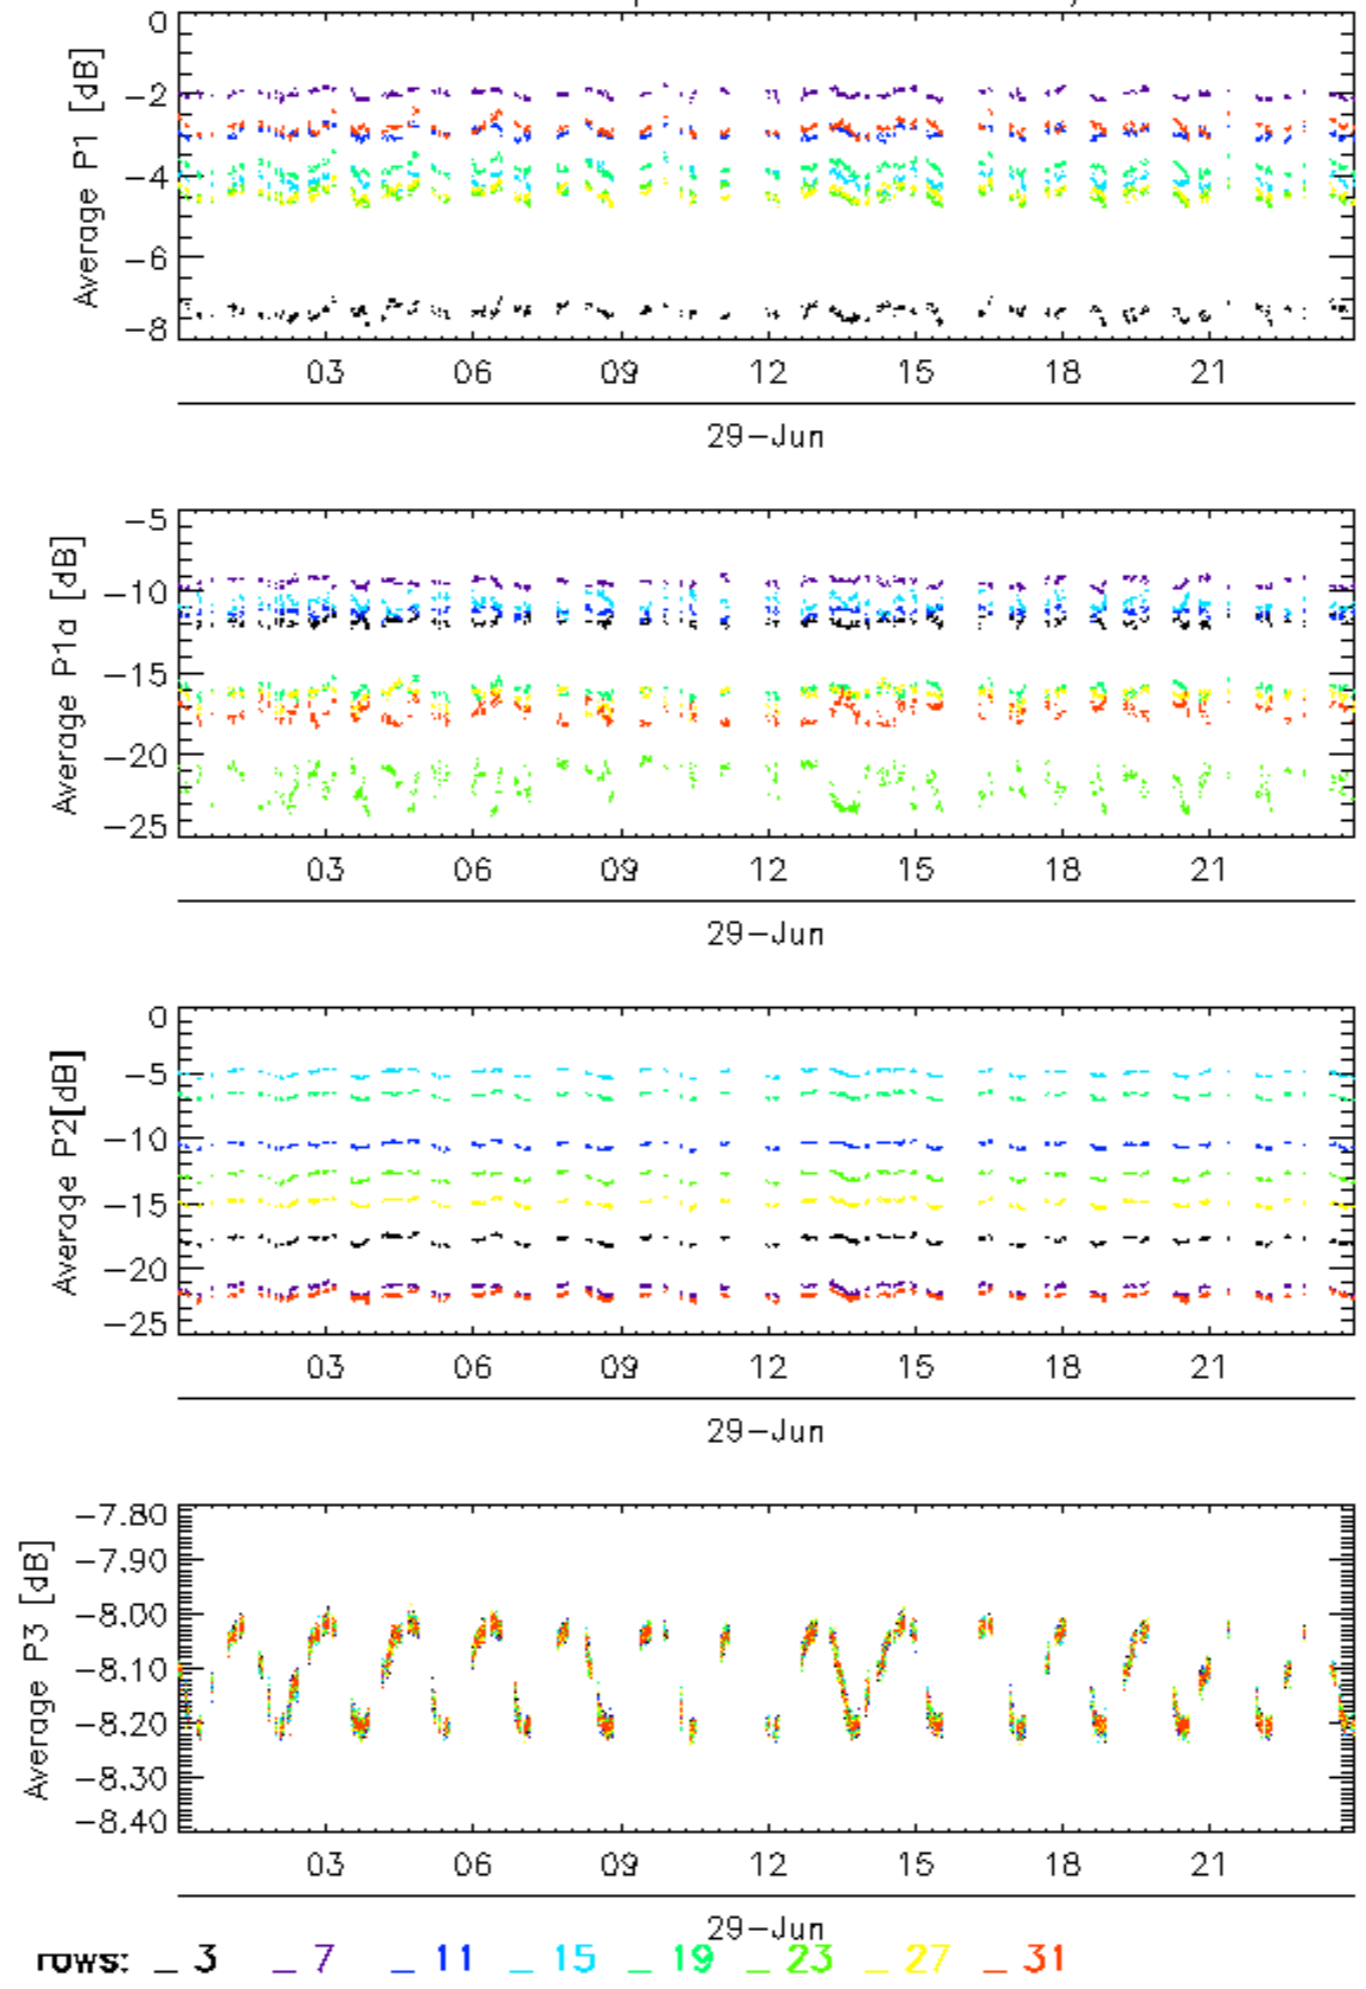 Average P1 [dB]
0
−2
−4
−6
−8
03 06 09 12 15 18 21
29−Jun
Average P1a [dB]
−5
−10
−15
−20
−25
03 06 09 12 15 18 21
29−Jun
Average P2[dB]
0
−5
−10
−15
−20
−25
03 06 09 12 15 18 21
29−Jun
Average P3 [dB]
−7.80
−7.90
−8.00
−8.10
−8.20
−8.30
−8.40
03 06 09 12 15 18 21
29−Jun
rows: _ 3 _ 7 _ 11 _ 15 _ 19 _ 23 _ 27 _ 31